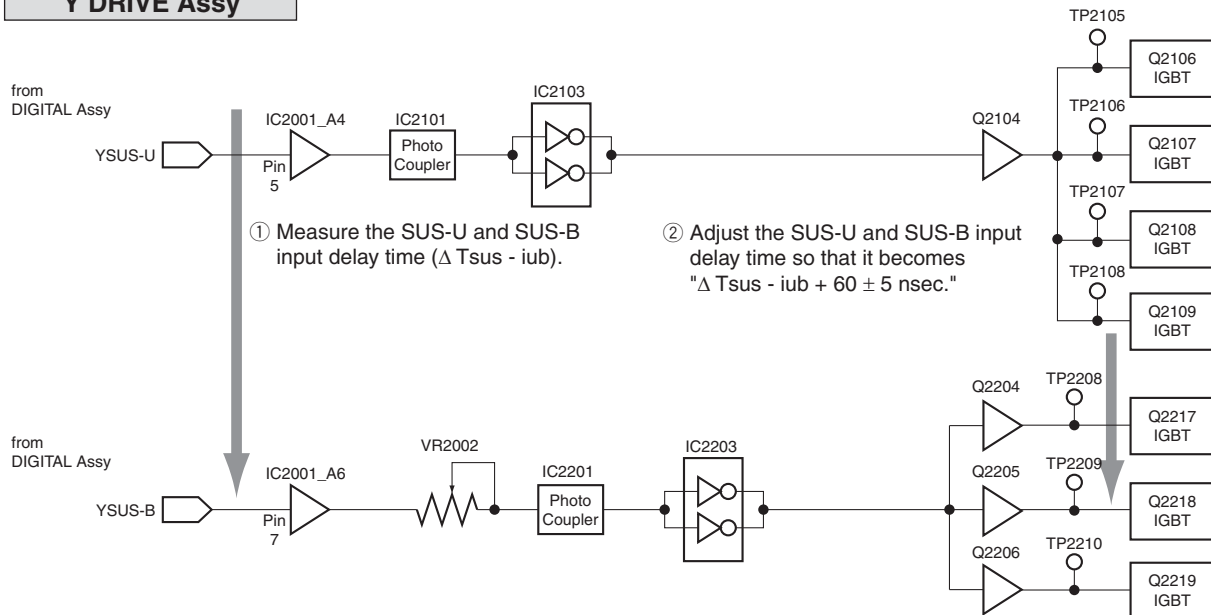 Y DRIVE Assy
TP2105
Q2106
IGBT
from
DIGITAL Assy
YSUS-U
Pin
5
IC2001_A4
IC2101
Photo
Coupler
IC2103
Q2104
TP2106
Q2107
IGBT
TP2107
Q2108
IGBT
TP2108
Q2109
IGBT
① Measure the SUS-U and SUS-B
input delay time (Δ Tsus - iub).
② Adjust the SUS-U and SUS-B input
delay time so that it becomes
"Δ Tsus - iub + 60 ± 5 nsec."
from
DIGITAL Assy
YSUS-B
Pin
7
IC2001_A6
VR2002
IC2201
Photo
Coupler
IC2203
Q2204
TP2208
Q2217
IGBT
Q2205
TP2209
Q2218
IGBT
Q2206
TP2210
Q2219
IGBT